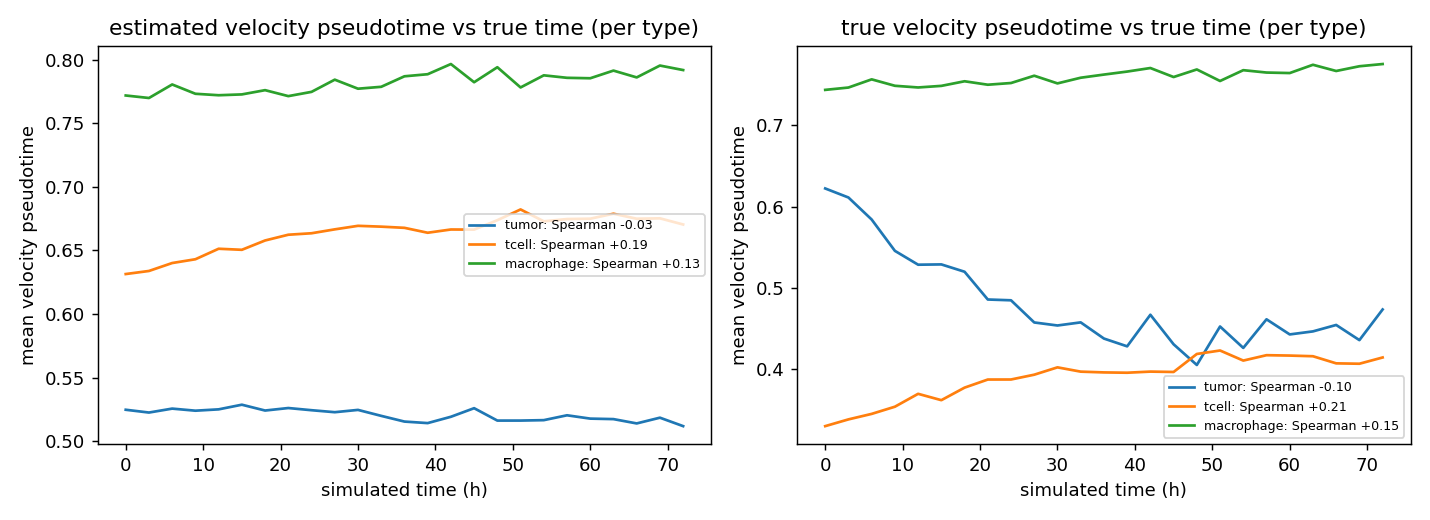 estimated velocity pseudotime vs true time (per type)
mean velocity pseudotime
0.80
0.75
0.70
0.65
0.60
0.55
0.50
tumor: Spearman -0.03
tcell: Spearman +0.19
macrophage: Spearman +0.13
0 10 20 30 40 50 60 70
simulated time (h)
true velocity pseudotime vs true time (per type)
mean velocity pseudotime
0.7
0.6
0.5
0.4
tumor: Spearman -0.10
tcell: Spearman +0.21
macrophage: Spearman +0.15
0 10 20 30 40 50 60 70
simulated time (h)